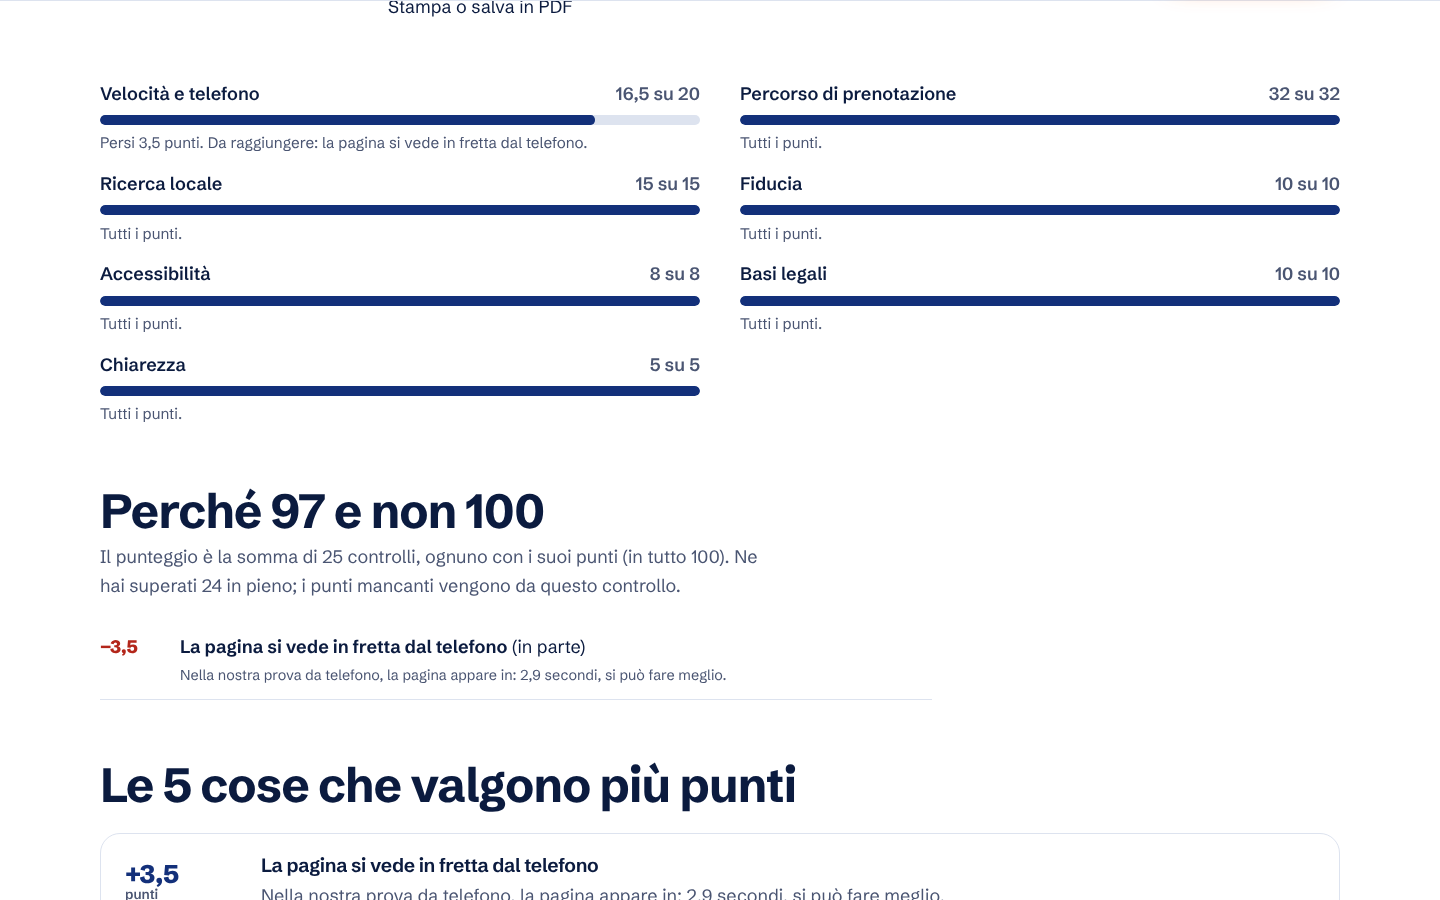 Stampa o salva in PDF
Velocità e telefono
16,5 su 20
Persi 3,5 punti. Da raggiungere: la pagina si vede in fretta dal telefono.
Percorso di prenotazione
32 su 32
Tutti i punti.
Ricerca locale
15 su 15
Tutti i punti.
Fiducia
10 su 10
Tutti i punti.
Accessibilità
8 su 8
Tutti i punti.
Basi legali
10 su 10
Tutti i punti.
Chiarezza
5 su 5
Tutti i punti.
Perché 97 e non 100
Il punteggio è la somma di 25 controlli, ognuno con i suoi punti (in tutto 100). Ne
hai superati 24 in pieno; i punti mancanti vengono da questo controllo.
−3,5
La pagina si vede in fretta dal telefono (in parte)
Nella nostra prova da telefono, la pagina appare in: 2,9 secondi, si può fare meglio.
Le 5 cose che valgono più punti
+3,5
punti
La pagina si vede in fretta dal telefono
Nella nostra prova da telefono, la pagina appare in: 2,9 secondi, si può fare meglio.